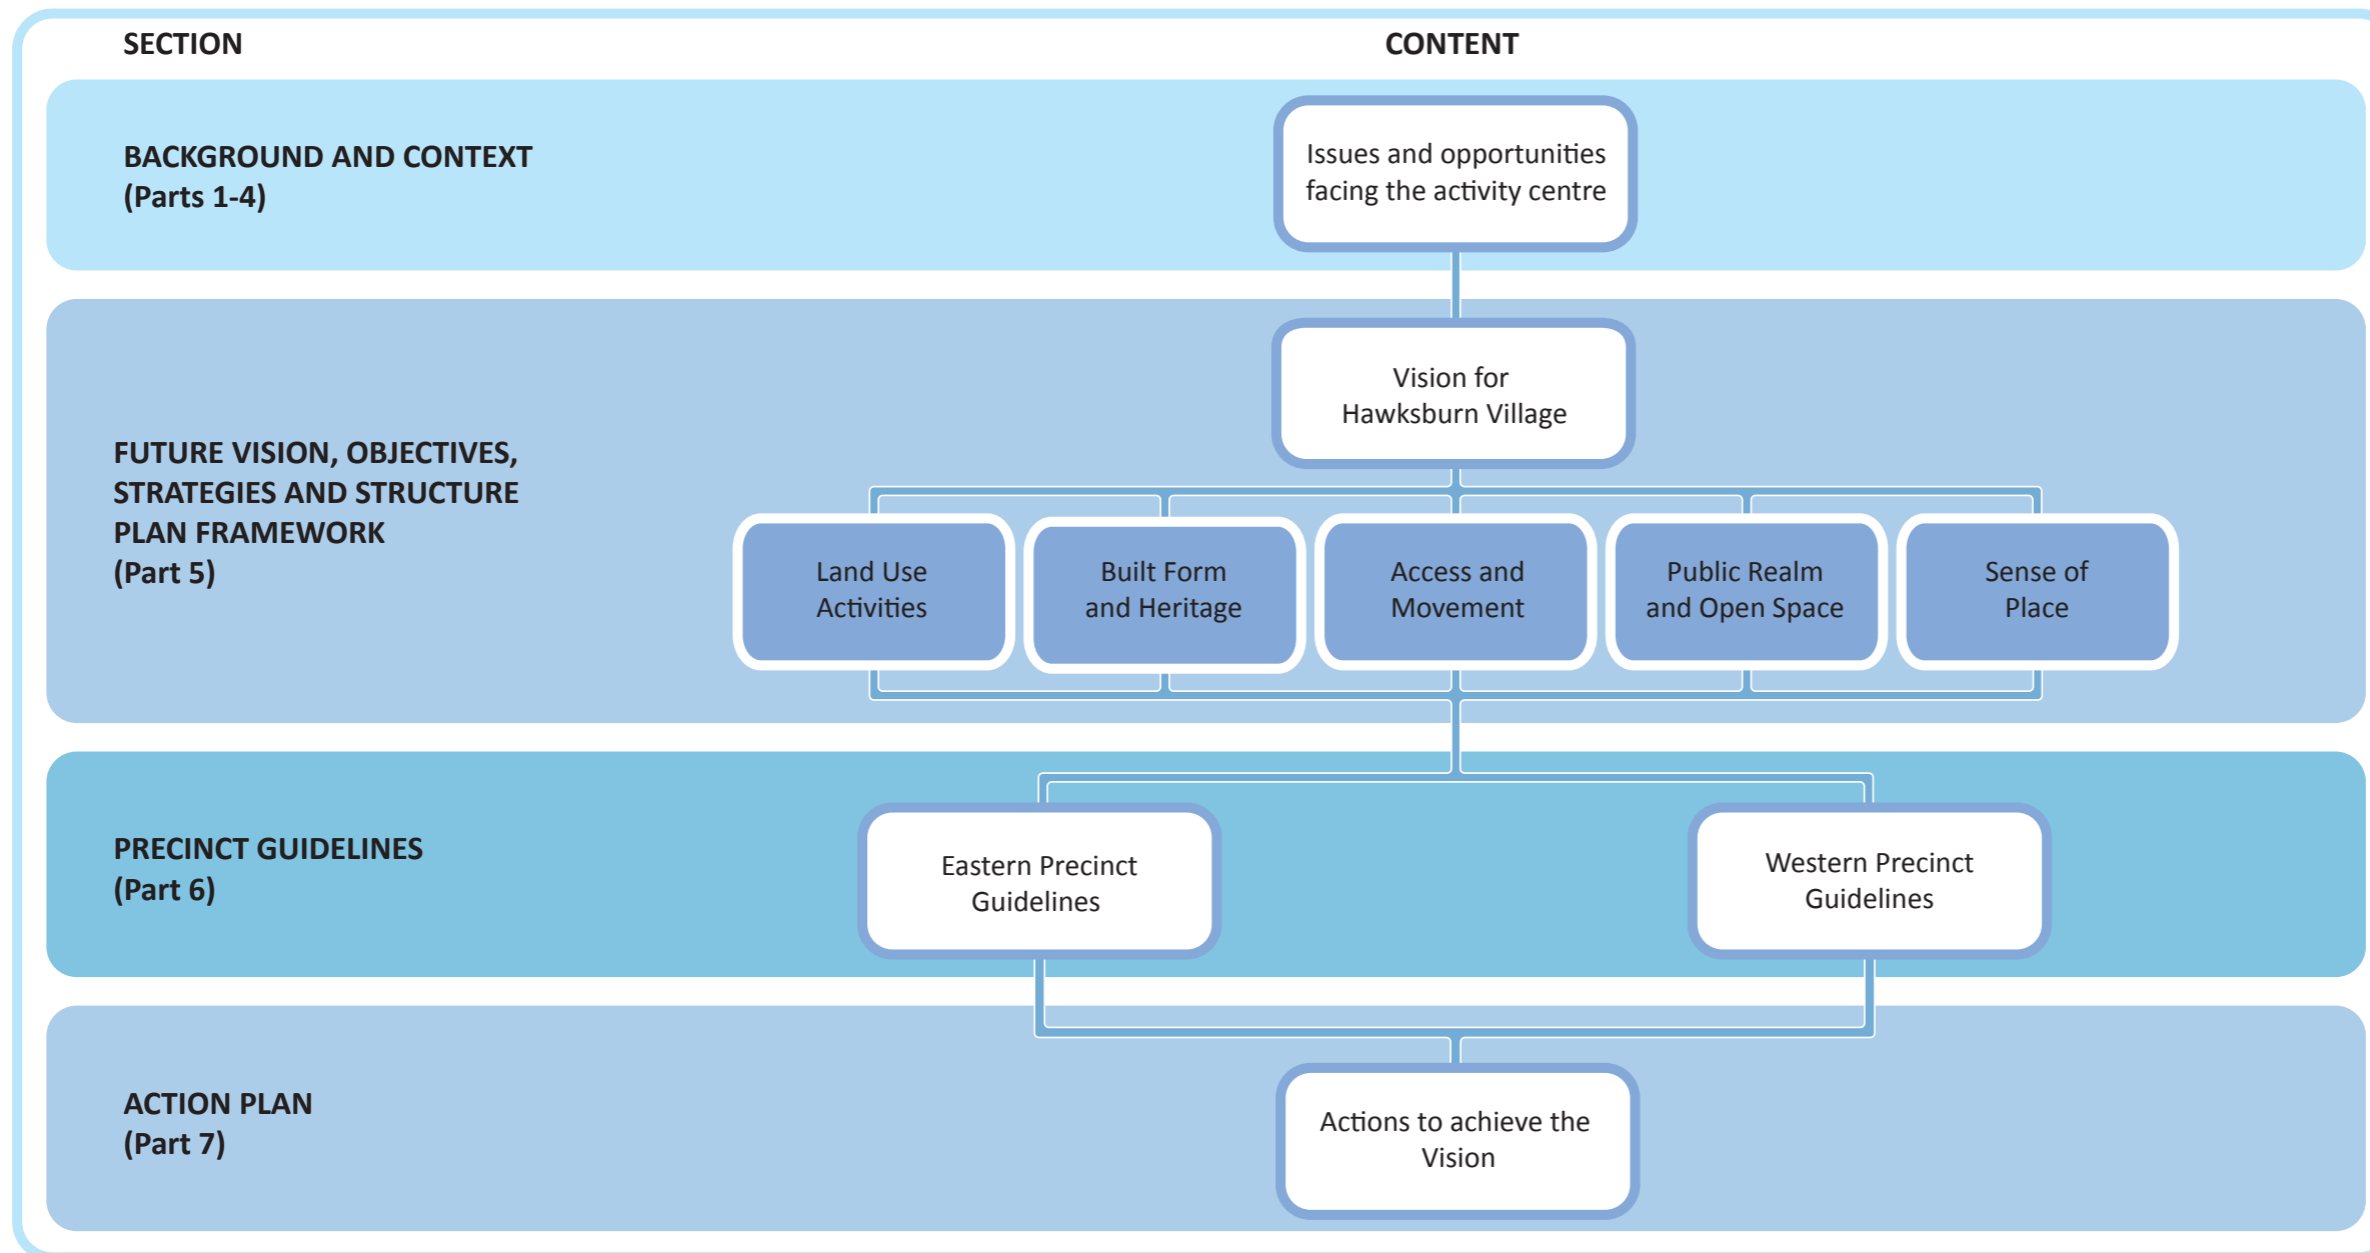 SECTION
CONTENT
BACKGROUND AND CONTEXT
(Parts 1-4)
Issues and opportunities
facing the activity centre
FUTURE VISION, OBJECTIVES,
STRATEGIES AND STRUCTURE
PLAN FRAMEWORK
(Part 5)
Vision for
Hawksburn Village
Land Use
Activities
Built Form
and Heritage
Access and
Movement
Public Realm
and Open Space
Sense of
Place
PRECINCT GUIDELINES
(Part 6)
Eastern Precinct
Guidelines
Western Precinct
Guidelines
ACTION PLAN
(Part 7)
Actions to achieve the
Vision